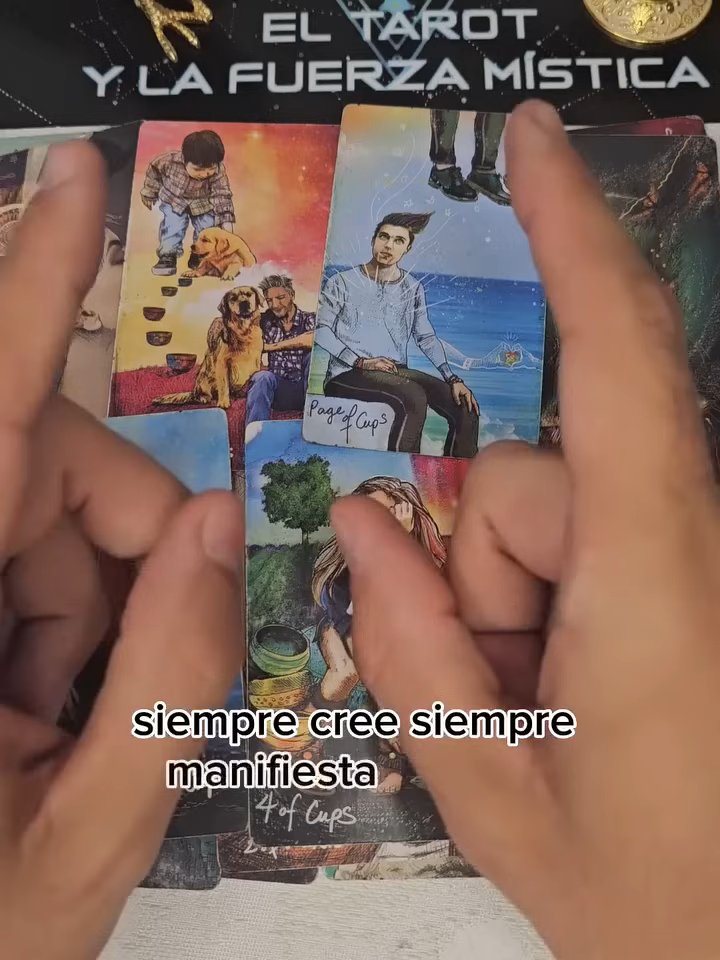 EL TAROT
Y LA FUERZA MÍSTICA
Page of Cups
4 of Cups
siempre cree siempre
manifiesta